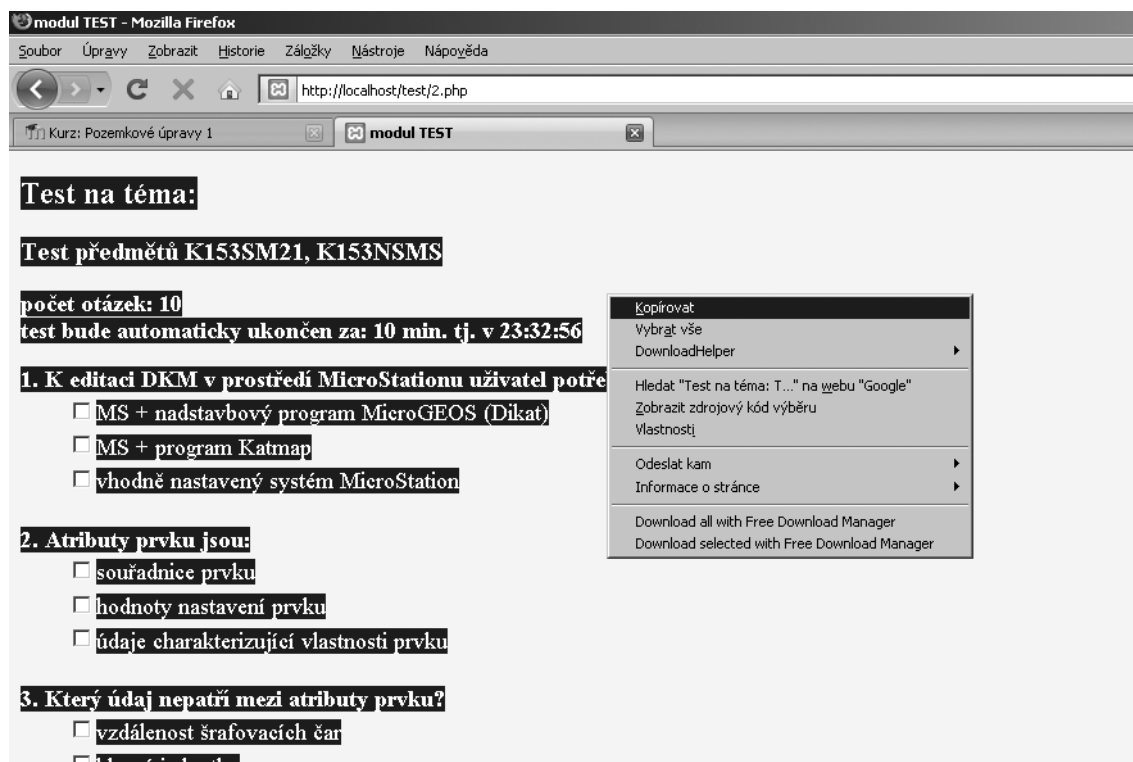 modul TEST - Mozilla Firefox
Soubor Úpravy Zobrazit Historie Záložky Nástroje Nápověda
http://localhost/test/2.php
Kurz: Pozemkové úpravy 1 modul TEST
Test na téma:
Test předmětů K153SM21, K153NSMS
počet otázek: 10
test bude automaticky ukončen za: 10 min. tj. v 23:32:56
1. K editaci DKM v prostředí MicroStationu uživatel potře
MS + nadstavbový program MicroGEOS (Dikat)
MS + program Katmap
vhodně nastavený systém MicroStation
2. Atributy prvku jsou:
souřadnice prvku
hodnoty nastavení prvku
údaje charakterizující vlastnosti prvku
3. Který údaj nepatří mezi atributy prvku?
vzdálenost šrafovacích čar
Kopírovat
Vybrat vše
DownloadHelper
Hledat "Test na téma: T..." na webu "Google"
Zobrazit zdrojový kód výběru
Vlastnosti
Odeslat kam
Informace o stránce
Download all with Free Download Manager
Download selected with Free Download Manager